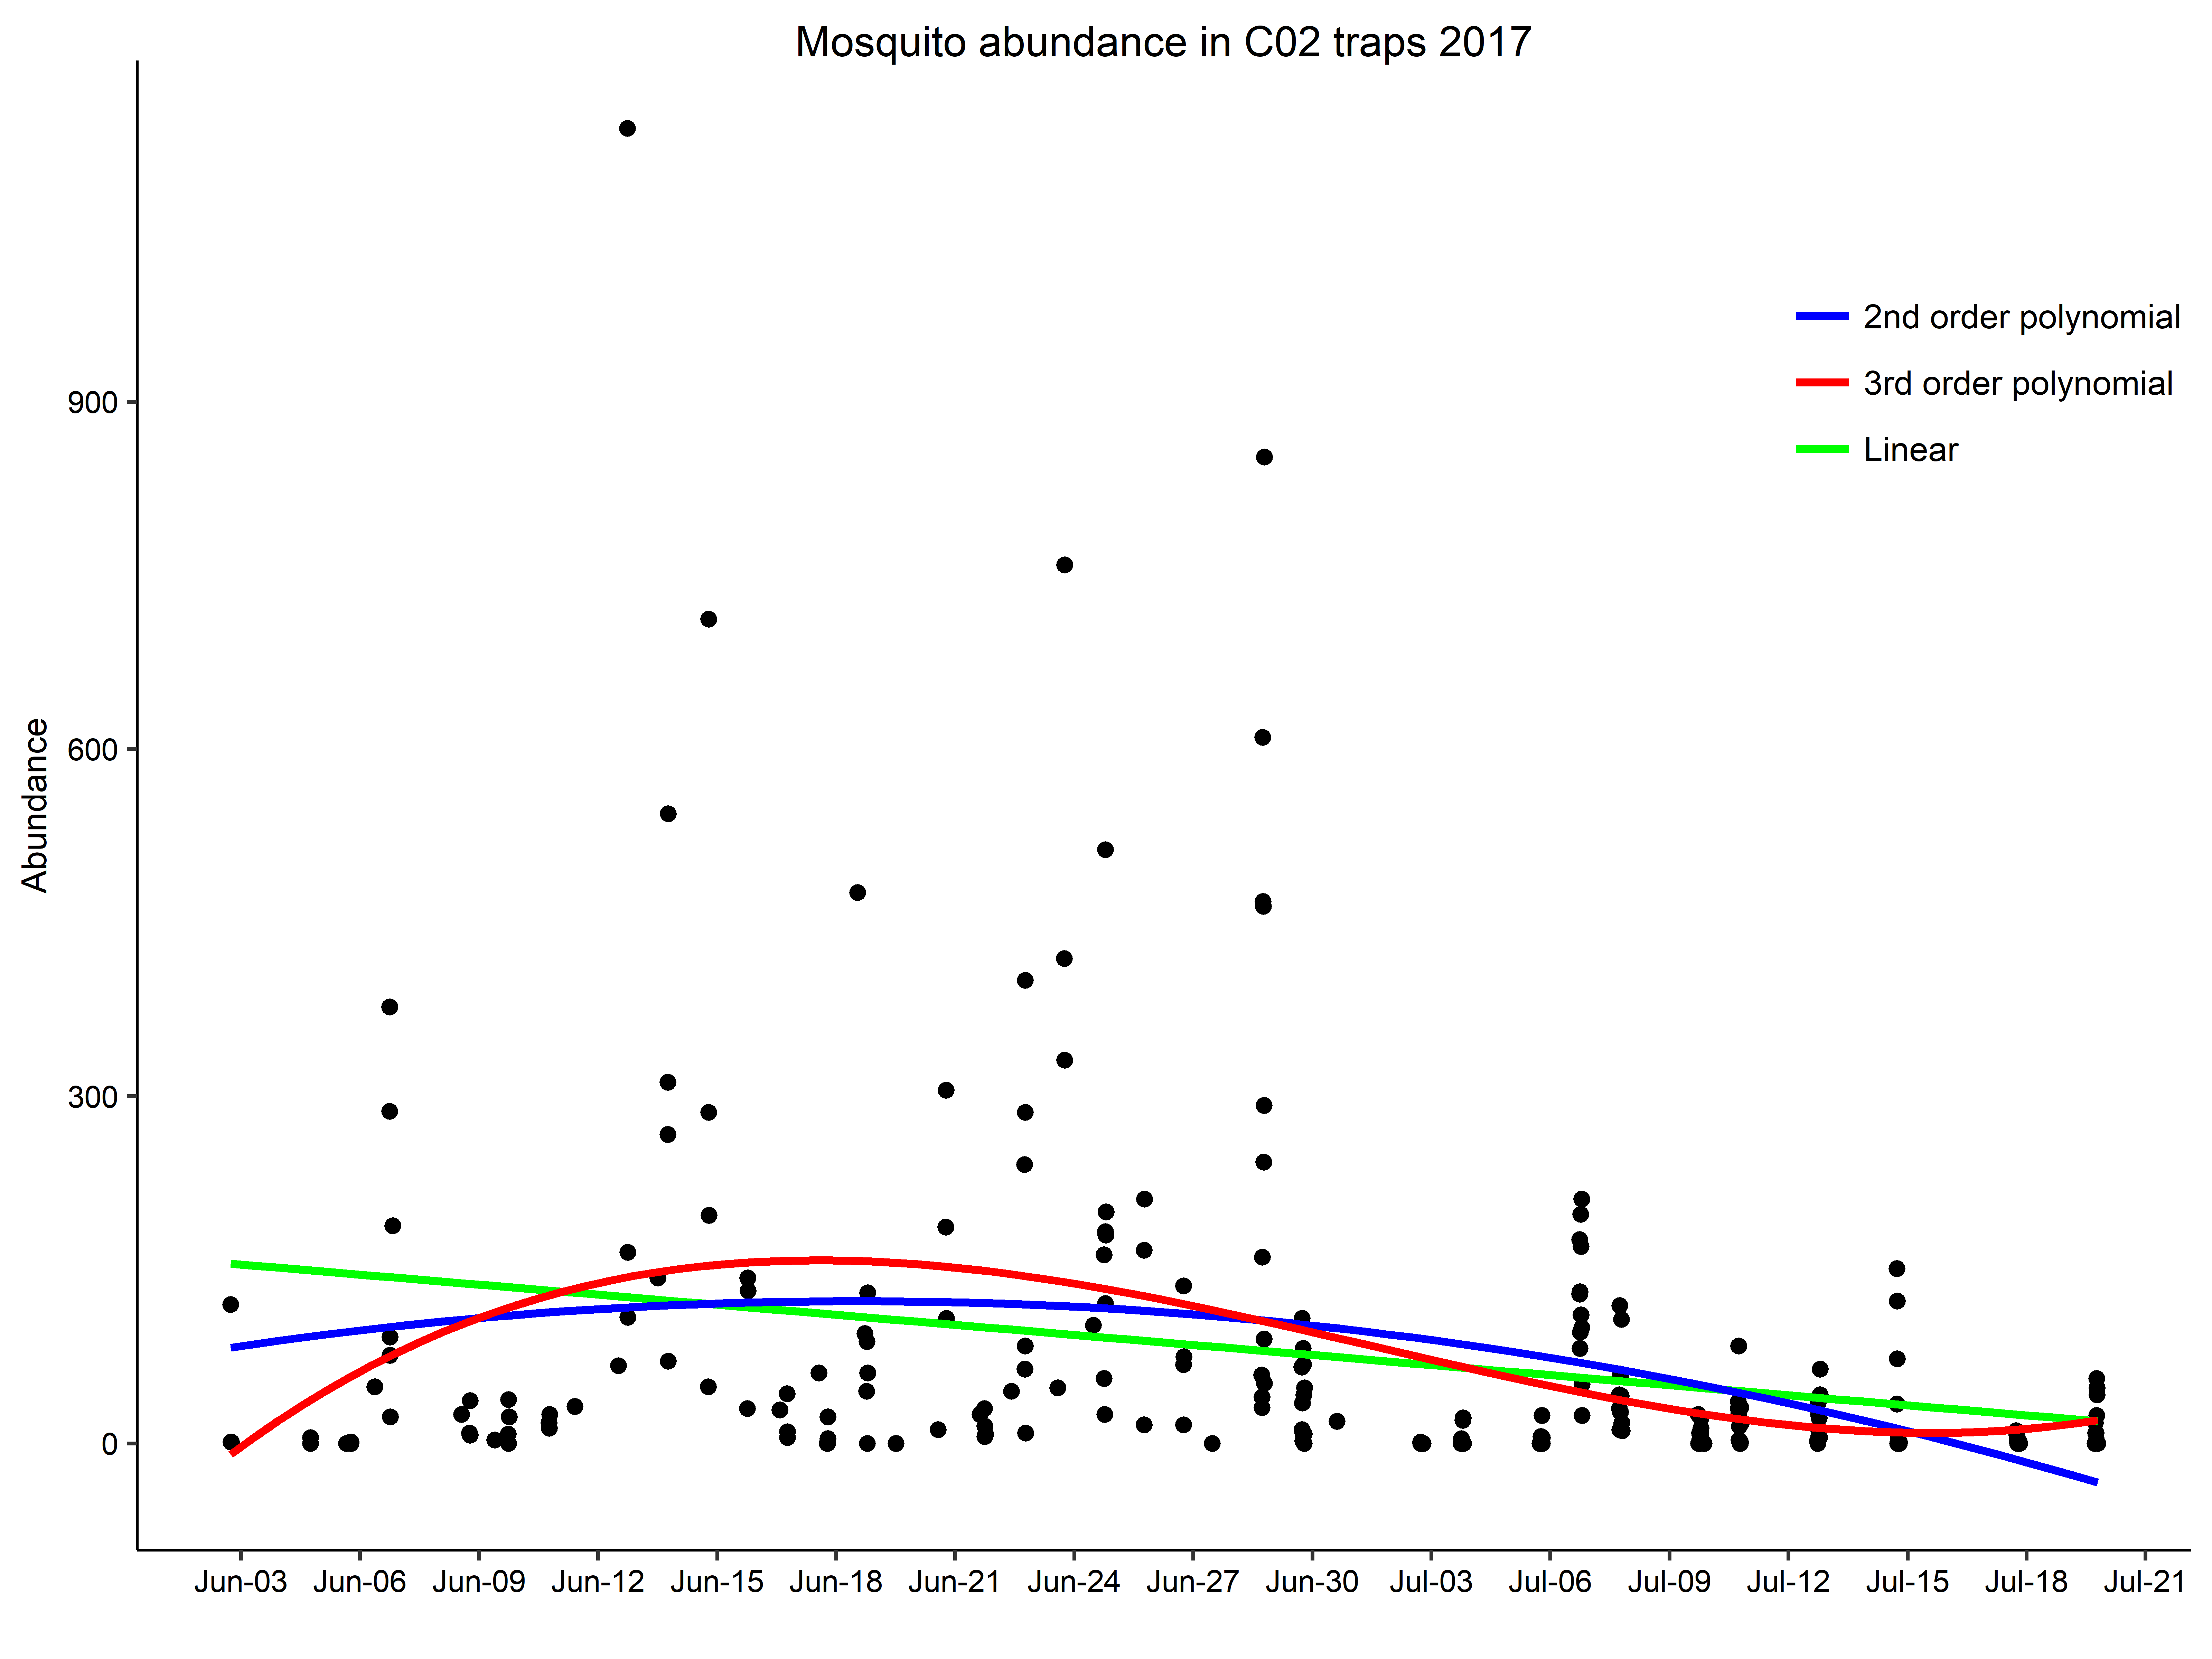 Mosquito abundance in C02 traps 2017
2nd order polynomial
3rd order polynomial
Linear
Abundance
900
600
300
0
Jun-03 Jun-06 Jun-09 Jun-12 Jun-15 Jun-18 Jun-21 Jun-24 Jun-27 Jun-30 Jul-03 Jul-06 Jul-09 Jul-12 Jul-15 Jul-18 Jul-21